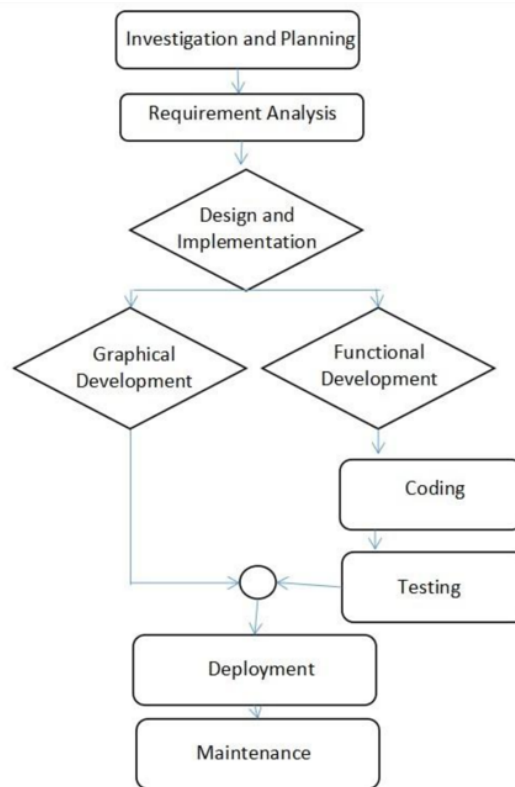 Investigation and Planning
Requirement Analysis
Design and
Implementation
Graphical
Development
Functional
Development
Coding
Testing
Deployment
Maintenance